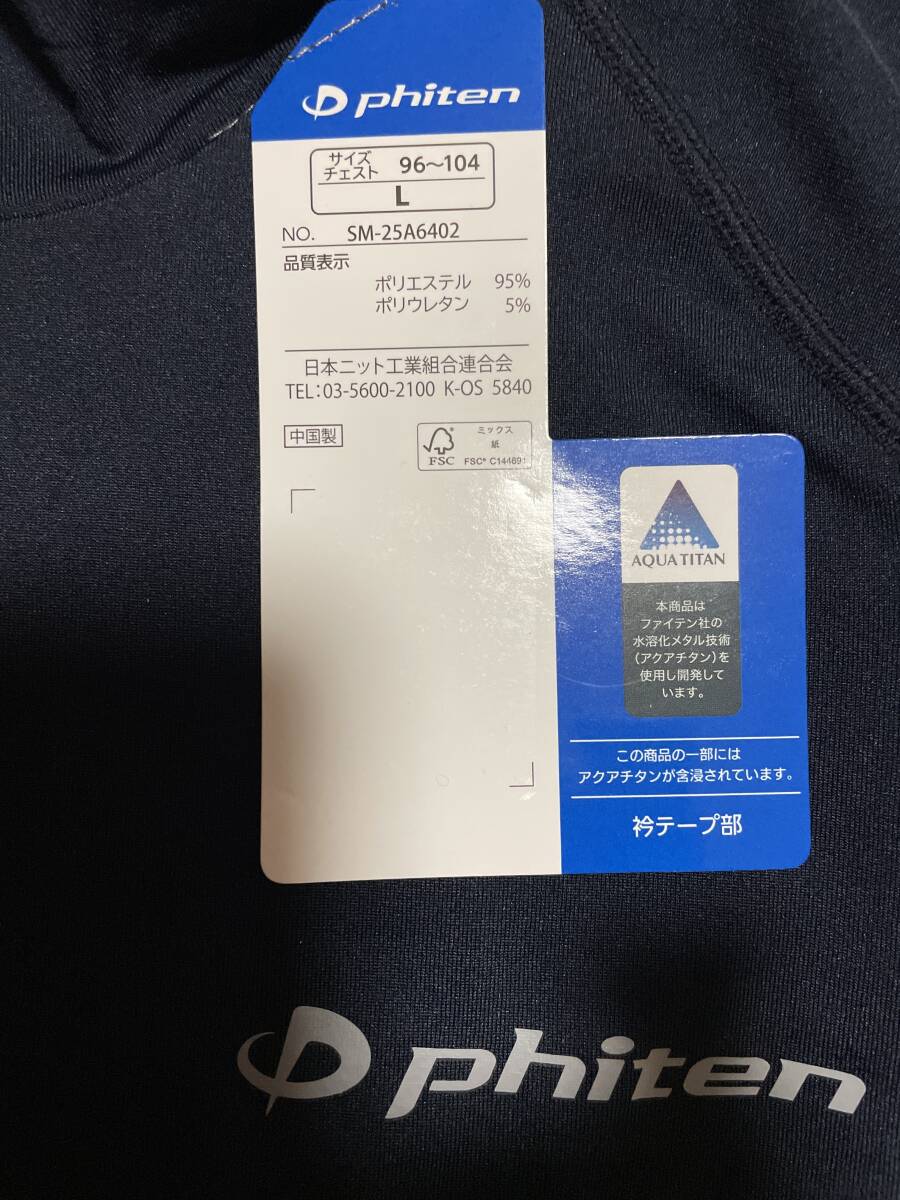 phiten
サイズ
チェスト 96〜104
L
NO. SM-25A6402
品質表示
ポリエステル 95%
ポリウレタン 5%
日本ニット工業組合連合会
TEL:03-5600-2100 K-OS 5840
中国製
ミックス
紙
FSC
FSC® C144691
AQUA TITAN
本商品は
ファイテン社の
水溶化メタル技術
(アクアチタン)を
使用し開発して
います。
この商品の一部には
アクアチタンが含浸されています。
衿テープ部
phiten